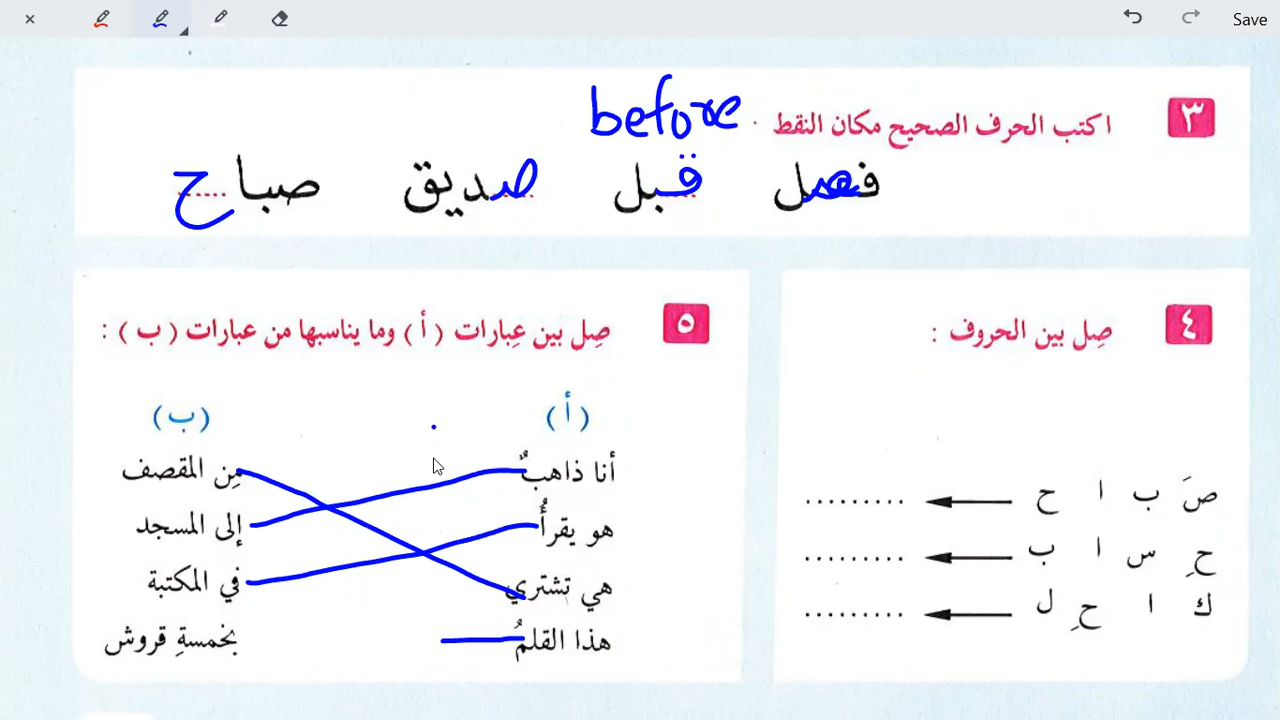 Save
٣ اكتب الحرف الصحيح مكان النقط .
before
فصل قبل صديق صباح
٤ صِل بين الحروف :
صَ ب ا ح .........
حِ س ا ب .........
ك ا حِ ل .........
٥ صِل بين عِبارات ( أ ) وما يناسبها من عبارات ( ب ) :
( أ ) ( ب )
أنا ذاهبٌ مِن المقصف
هو يقرأُ إلى المسجد
هي تشتري في المكتبة
هذا القلمُ بخمسةِ قروش